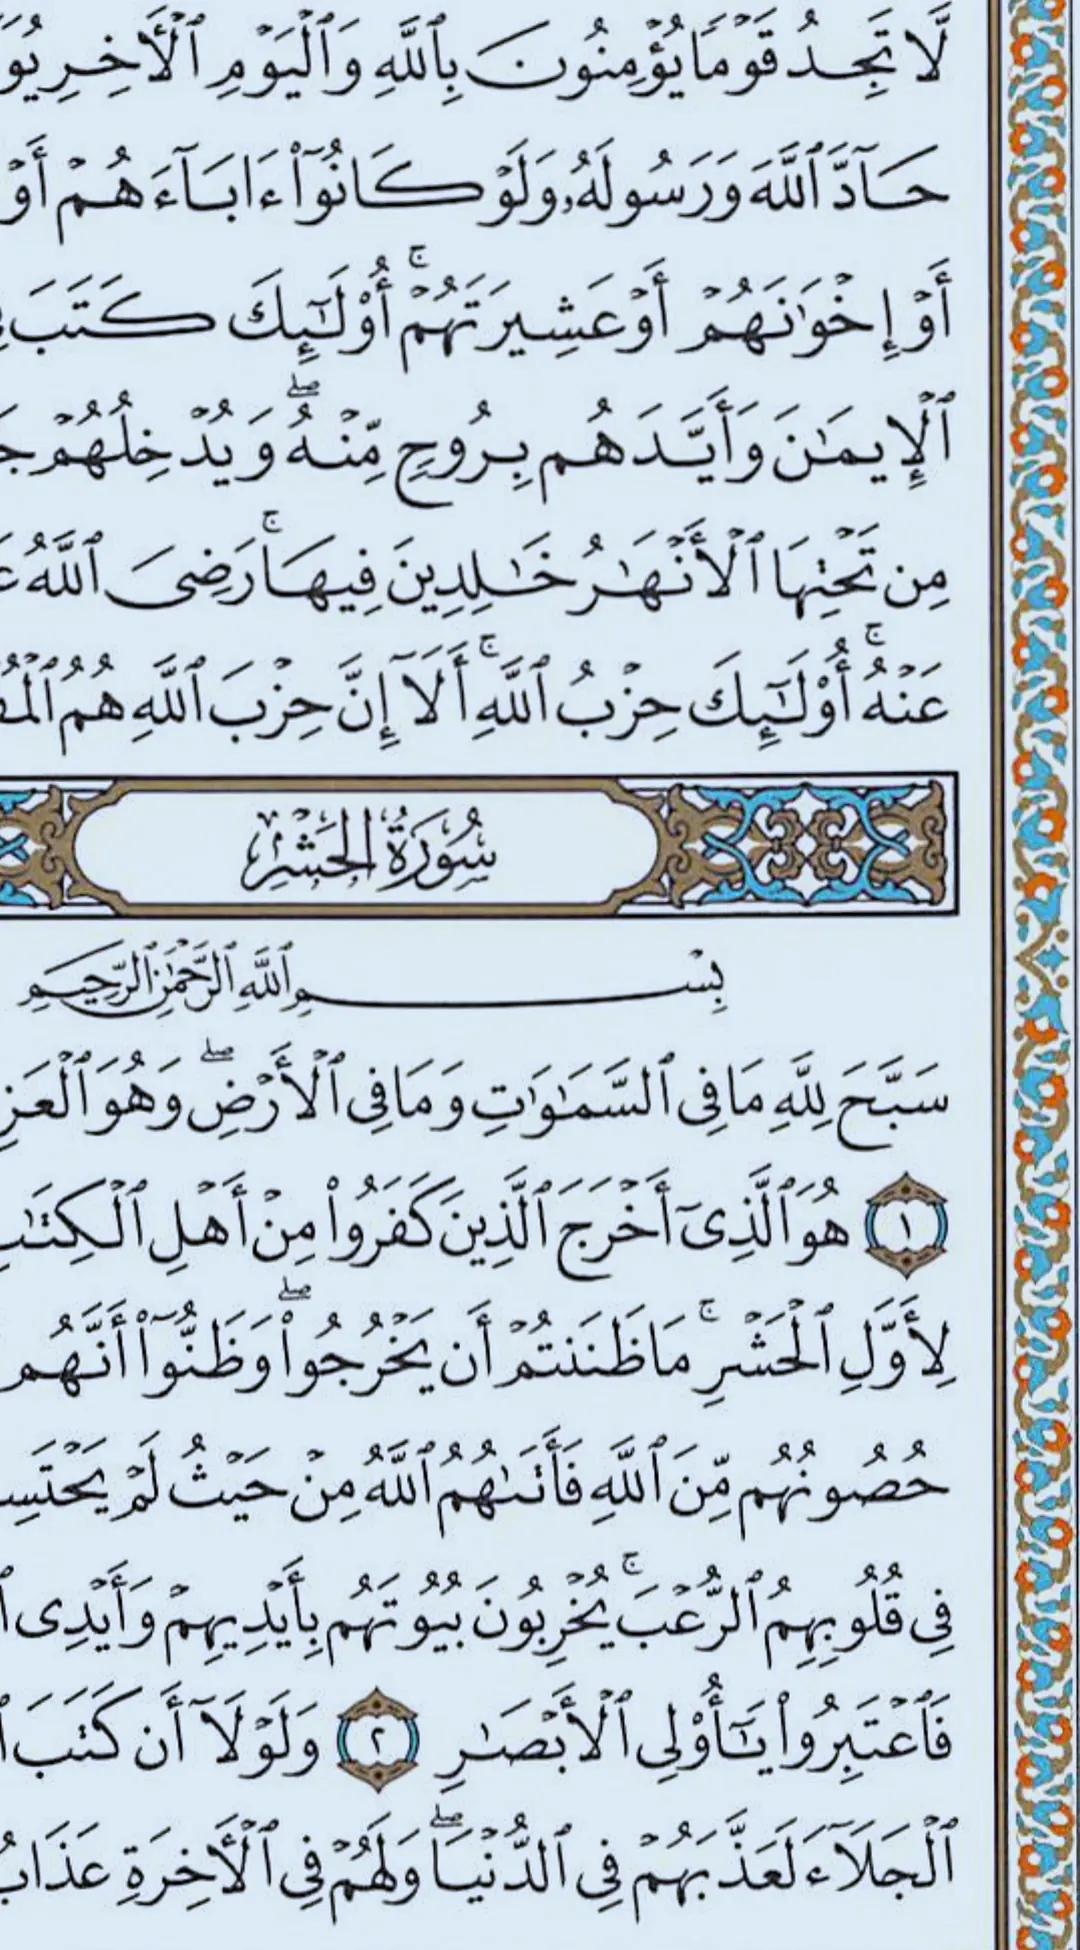 لَّا تَجِدُ قَوْمًا يُؤْمِنُونَ بِٱللَّهِ وَٱلْيَوْمِ ٱلْأَخِرِ
حَآدَّ ٱللَّهَ وَرَسُولَهُۥ وَلَوْ كَانُوٓا۟ ءَابَآءَهُمْ أَوْ
أَوْ إِخْوَٰنَهُمْ أَوْ عَشِيرَتَهُمْ ۚ أُو۟لَـٰٓئِكَ كَتَبَ
ٱلْإِيمَـٰنَ وَأَيَّدَهُم بِرُوحٍ مِّنْهُ ۖ وَيُدْخِلُهُمْ
مِن تَحْتِهَا ٱلْأَنْهَـٰرُ خَـٰلِدِينَ فِيهَا ۚ رَضِىَ ٱللَّهُ
عَنْهُ ۚ أُو۟لَـٰٓئِكَ حِزْبُ ٱللَّهِ ۚ أَلَآ إِنَّ حِزْبَ ٱللَّهِ هُمُ
سُورَةُ الحَشْرِ
بِسْمِ ٱللَّهِ ٱلرَّحْمَـٰنِ ٱلرَّحِيمِ
سَبَّحَ لِلَّهِ مَا فِى ٱلسَّمَـٰوَٰتِ وَمَا فِى ٱلْأَرْضِ ۖ وَهُوَ
١ هُوَ ٱلَّذِىٓ أَخْرَجَ ٱلَّذِينَ كَفَرُوا۟ مِنْ أَهْلِ
لِأَوَّلِ ٱلْحَشْرِ ۚ مَا ظَنَنتُمْ أَن يَخْرُجُوا۟ ۖ وَظَنُّوٓا۟ أَنَّهُم
حُصُونُهُم مِّنَ ٱللَّهِ فَأَتَىٰهُمُ ٱللَّهُ مِنْ حَيْثُ لَمْ
فِى قُلُوبِهِمُ ٱلرُّعْبَ ۚ يُخْرِبُونَ بُيُوتَهُم بِأَيْدِيهِمْ وَأَيْدِى
فَٱعْتَبِرُوا۟ يَـٰٓأُو۟لِى ٱلْأَبْصَـٰرِ ٢ وَلَوْلَآ أَن كَتَبَ
ٱلْجَلَآءَ لَعَذَّبَهُمْ فِى ٱلدُّنْيَا ۖ وَلَهُمْ فِى ٱلْأَخِرَةِ عَذَابُ